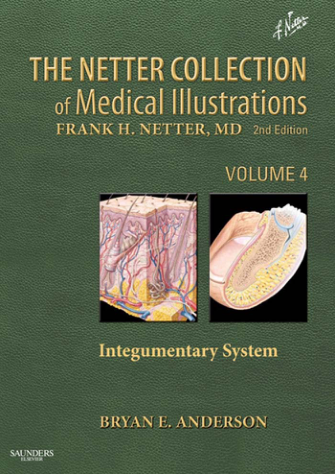 F. Netter
THE NETTER COLLECTION
of Medical Illustrations
FRANK H. NETTER, MD 2nd Edition
VOLUME 4
Integumentary System
BRYAN E. ANDERSON
SAUNDERS
ELSEVIER